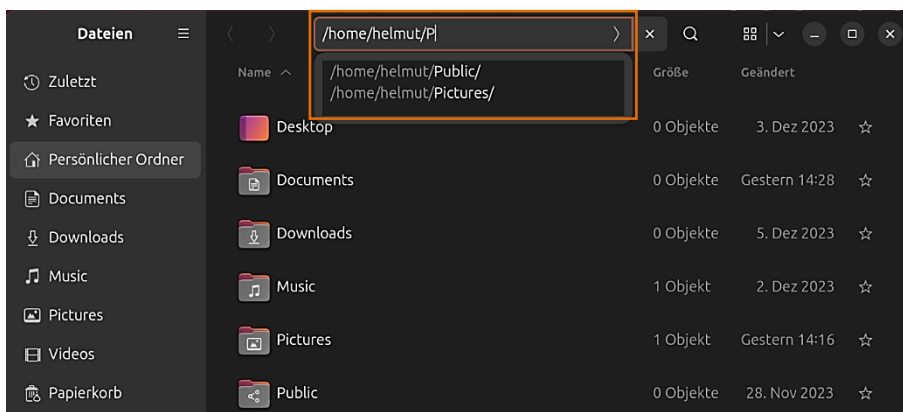 Dateien
/home/helmut/P
Zuletzt
Favoriten
Persönlicher Ordner
Documents
Downloads
Music
Pictures
Videos
Papierkorb
Name Größe Geändert
/home/helmut/Public/
/home/helmut/Pictures/
Desktop 0 Objekte 3. Dez 2023
Documents 0 Objekte Gestern 14:28
Downloads 0 Objekte 5. Dez 2023
Music 1 Objekt 2. Dez 2023
Pictures 1 Objekt Gestern 14:16
Public 0 Objekte 28. Nov 2023